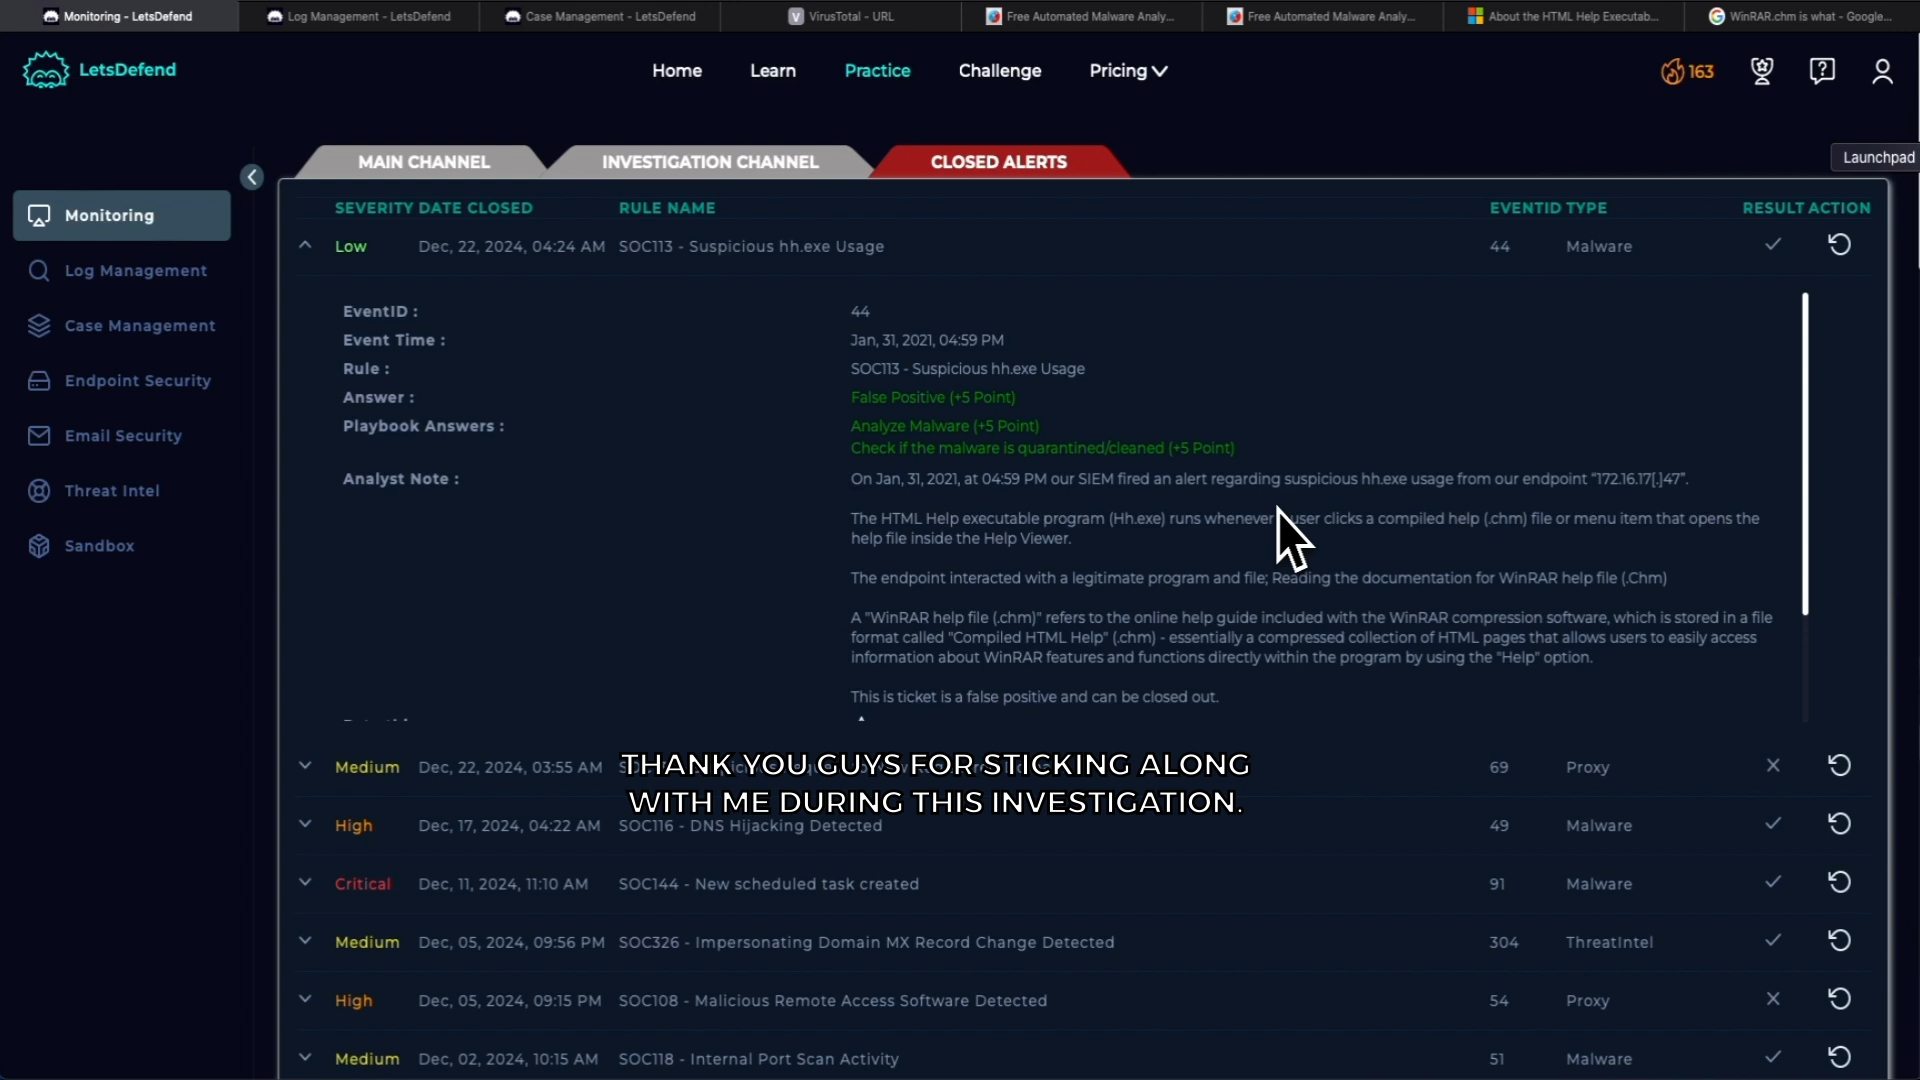 Monitoring - LetsDefend
Log Management - LetsDefend
Case Management - LetsDefend
VirusTotal - URL
Free Automated Malware Analy...
Free Automated Malware Analy...
About the HTML Help Executab...
WinRAR.chm is what - Google...
LetsDefend
Home
Learn
Practice
Challenge
Pricing
163
Launchpad
Monitoring
Log Management
Case Management
Endpoint Security
Email Security
Threat Intel
Sandbox
MAIN CHANNEL
INVESTIGATION CHANNEL
CLOSED ALERTS
SEVERITY DATE CLOSED RULE NAME EVENTID TYPE RESULT ACTION
Low Dec, 22, 2024, 04:24 AM SOC113 - Suspicious hh.exe Usage 44 Malware
EventID : 44
Event Time : Jan, 31, 2021, 04:59 PM
Rule : SOC113 - Suspicious hh.exe Usage
Answer : False Positive (+5 Point)
Playbook Answers : Analyze Malware (+5 Point)
Check if the malware is quarantined/cleaned (+5 Point)
Analyst Note : On Jan, 31, 2021, at 04:59 PM our SIEM fired an alert regarding suspicious hh.exe usage from our endpoint “172.16.17[.]47”.
The HTML Help executable program (Hh.exe) runs whenever user clicks a compiled help (.chm) file or menu item that opens the
help file inside the Help Viewer.
The endpoint interacted with a legitimate program and file; Reading the documentation for WinRAR help file (.Chm)
A "WinRAR help file (.chm)" refers to the online help guide included with the WinRAR compression software, which is stored in a file
format called "Compiled HTML Help" (.chm) - essentially a compressed collection of HTML pages that allows users to easily access
information about WinRAR features and functions directly within the program by using the "Help" option.
This is ticket is a false positive and can be closed out.
Medium Dec, 22, 2024, 03:55 AM 69 Proxy
THANK YOU GUYS FOR STICKING ALONG
WITH ME DURING THIS INVESTIGATION.
High Dec, 17, 2024, 04:22 AM SOC116 - DNS Hijacking Detected 49 Malware
Critical Dec, 11, 2024, 11:10 AM SOC144 - New scheduled task created 91 Malware
Medium Dec, 05, 2024, 09:56 PM SOC326 - Impersonating Domain MX Record Change Detected 304 ThreatIntel
High Dec, 05, 2024, 09:15 PM SOC108 - Malicious Remote Access Software Detected 54 Proxy
Medium Dec, 02, 2024, 10:15 AM SOC118 - Internal Port Scan Activity 51 Malware